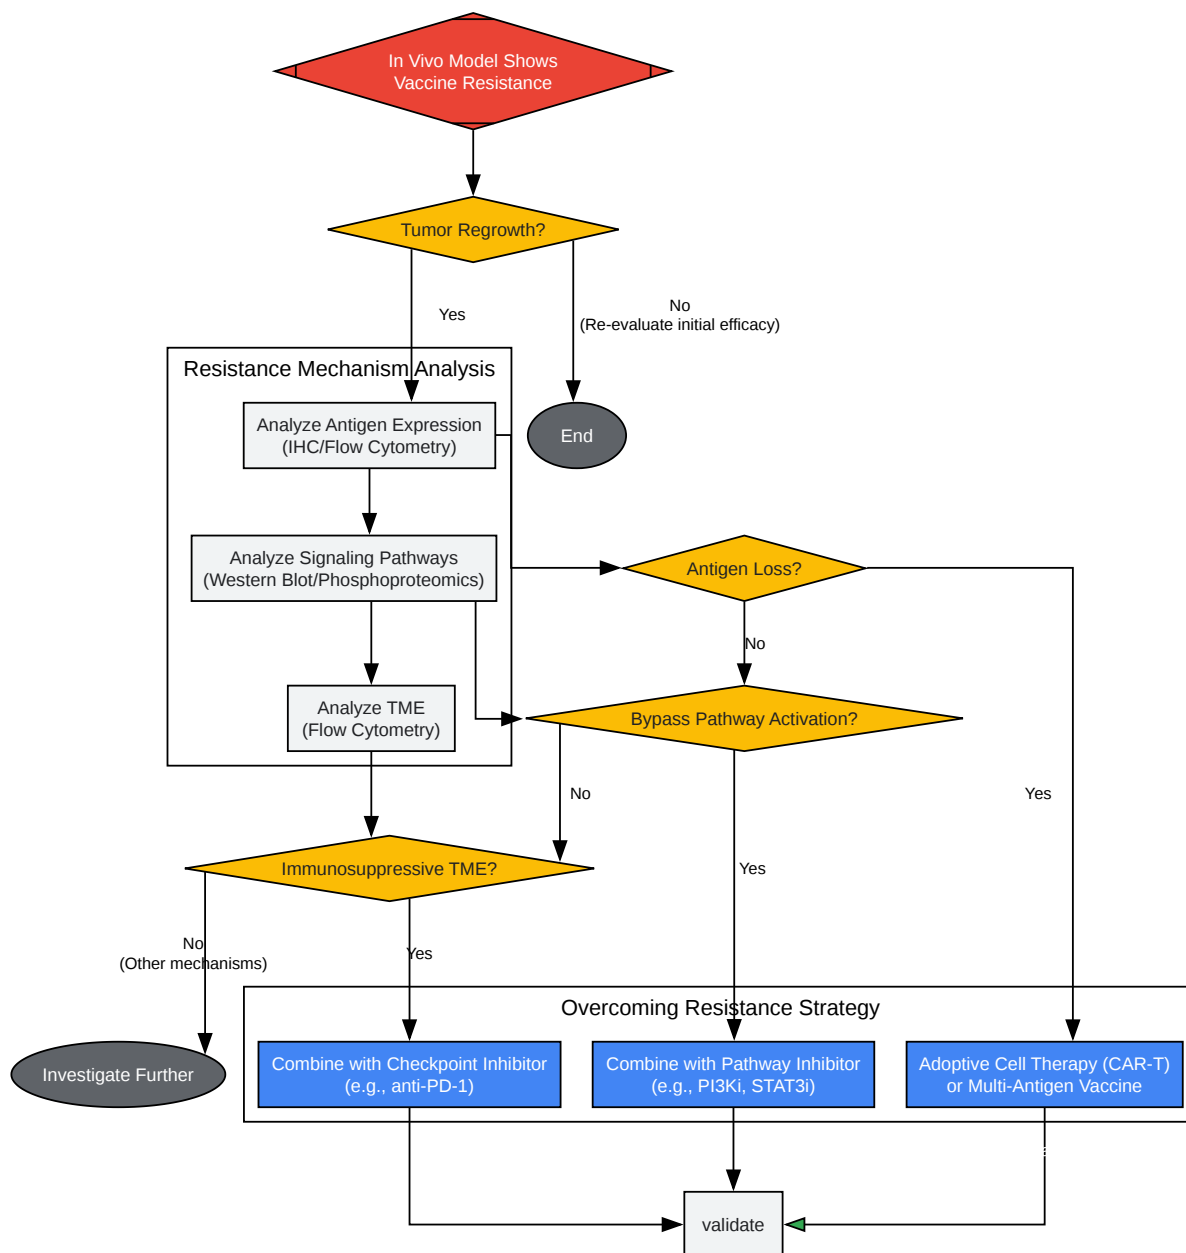 In Vivo Model Shows
Vaccine Resistance
Tumor Regrowth?
Yes
No
(Re-evaluate initial efficacy)
Resistance Mechanism Analysis
Analyze Antigen Expression
(IHC/Flow Cytometry)
End
Analyze Signaling Pathways
(Western Blot/Phosphoproteomics)
Antigen Loss?
No
Analyze TME
(Flow Cytometry)
Bypass Pathway Activation?
No
Yes
Immunosuppressive TME?
Yes
No
(Other mechanisms)
Yes
Overcoming Resistance Strategy
Investigate Further
Combine with Checkpoint Inhibitor
(e.g., anti-PD-1)
Combine with Pathway Inhibitor
(e.g., PI3Ki, STAT3i)
Adoptive Cell Therapy (CAR-T)
or Multi-Antigen Vaccine
validate